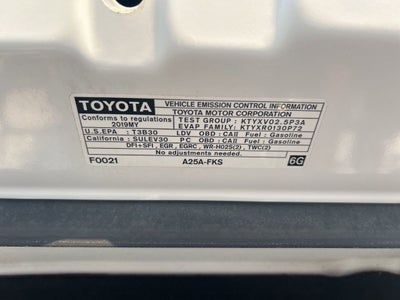 TOYOTA VEHICLE EMISSION CONTROL INFORMATION
TOYOTA MOTOR CORPORATION
Conforms to regulations TEST GROUP : KTYXV02.5P3A
2019MY EVAP FAMILY : KTYXR0130P72
U.S.EPA : T3B30 LDV OBD : CAⅡ Fuel : Gasoline
California : SULEV30 PC OBD : CAⅡ Fuel : Gasoline
DFI+SFI, EGR, EGRC, WR-HO2S(2), TWC(2)
No adjustments needed.
F0021 A25A-FKS 6G